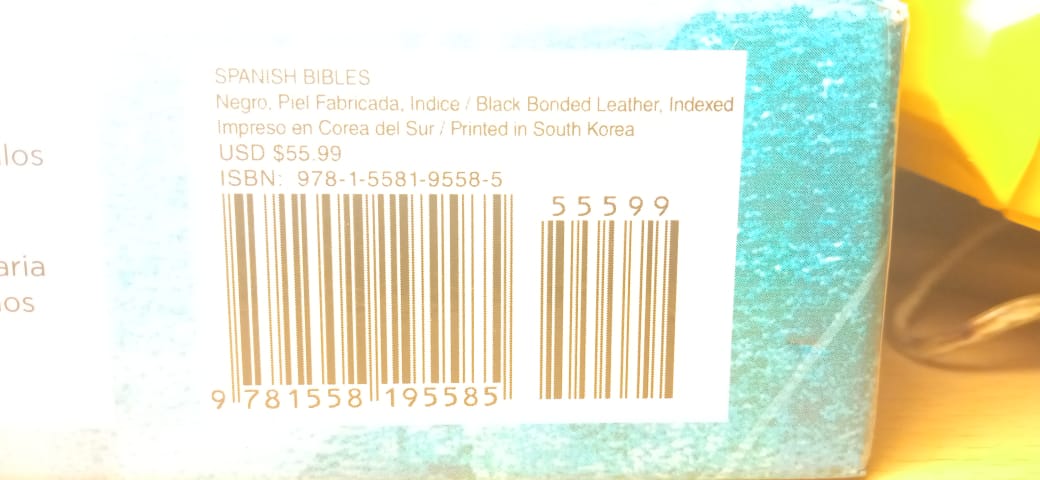 SPANISH BIBLES
Negro, Piel Fabricada, Indice / Black Bonded Leather, Indexed
Impreso en Corea del Sur / Printed in South Korea
USD $55.99
ISBN: 978-1-5581-9558-5
55599
9 781558 195585
los
aria
os